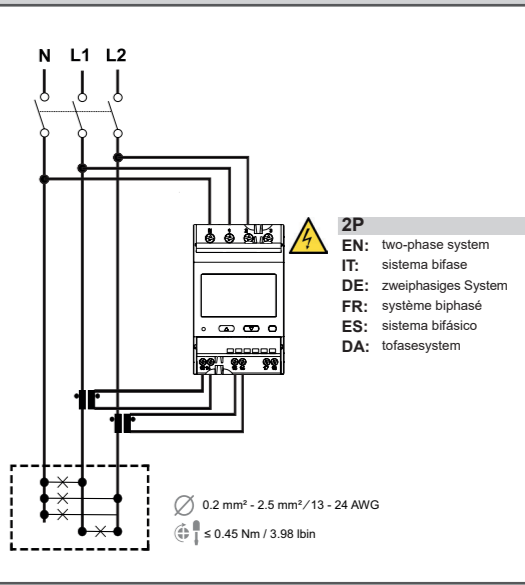 N L1 L2
2P
EN: two-phase system
IT: sistema bifase
DE: zweiphasiges System
FR: système biphasé
ES: sistema bifásico
DA: tofasesystem
0.2 mm² - 2.5 mm² ∕ 13 - 24 AWG
≤ 0.45 Nm / 3.98 lbin